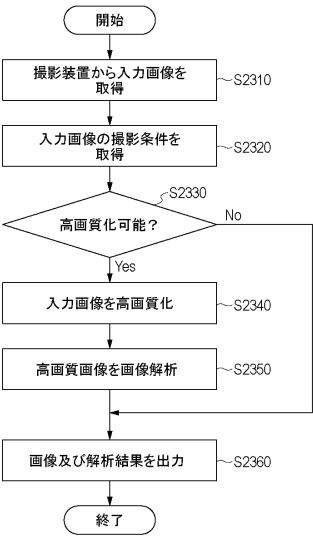 開始
撮影装置から入力画像を
取得
S2310
入力画像の撮影条件を
取得
S2320
S2330
高画質化可能？
No
Yes
入力画像を高画質化
S2340
高画質画像を画像解析
S2350
画像及び解析結果を出力
S2360
終了